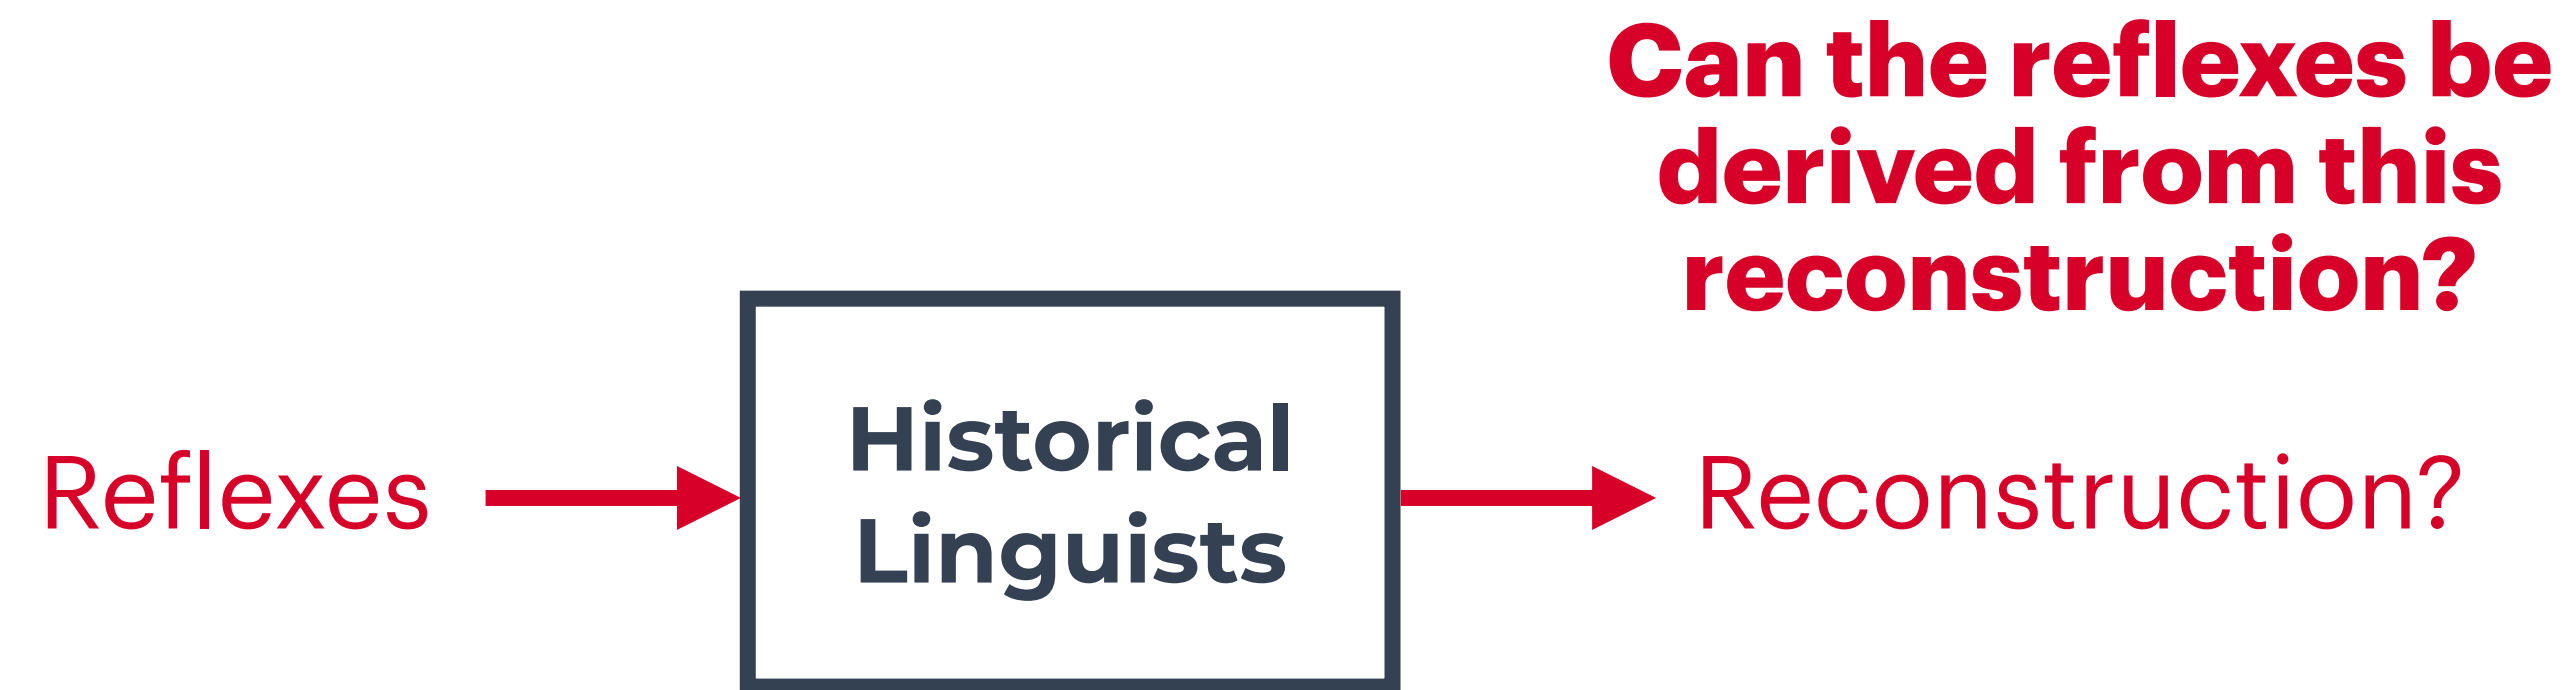 Can the reflexes be
derived from this
reconstruction?
Reflexes
Historical
Linguists
Reconstruction?